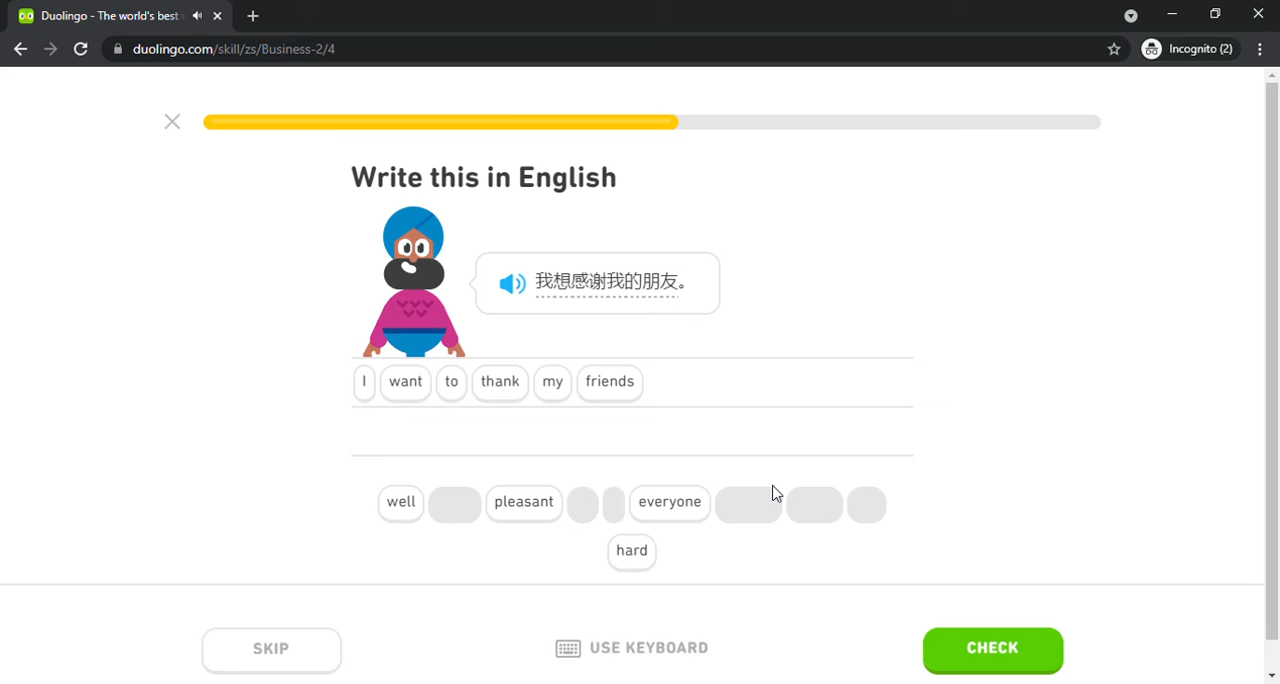 Duolingo - The world's best
duolingo.com/skill/zs/Business-2/4
Incognito (2)
Write this in English
我想感谢我的朋友。
I want to thank my friends
well pleasant everyone
hard
SKIP
USE KEYBOARD
CHECK